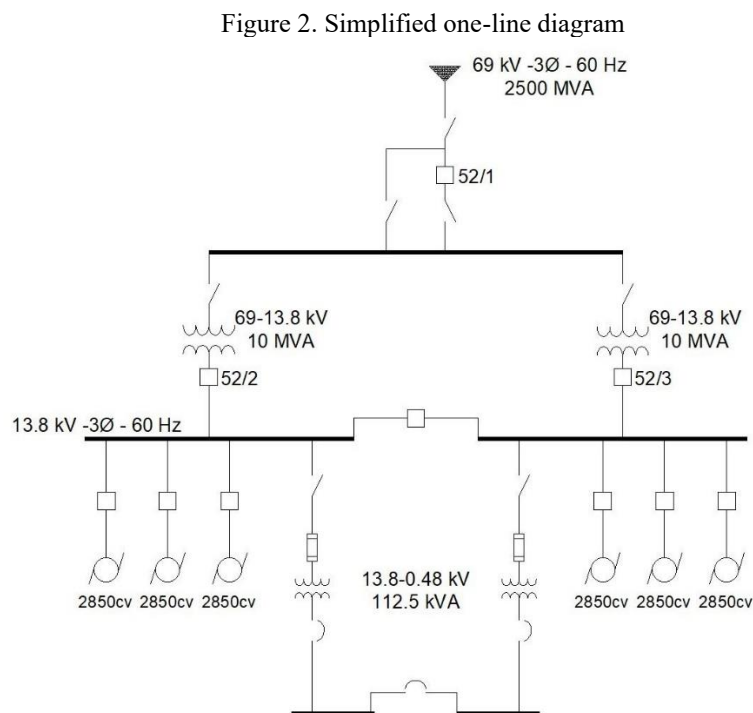 Figure 2. Simplified one-line diagram
69 kV -3Ø - 60 Hz
2500 MVA
52/1
69-13.8 kV
10 MVA
69-13.8 kV
10 MVA
52/2
52/3
13.8 kV -3Ø - 60 Hz
13.8-0.48 kV
112.5 kVA
2850cv
2850cv
2850cv
2850cv
2850cv
2850cv